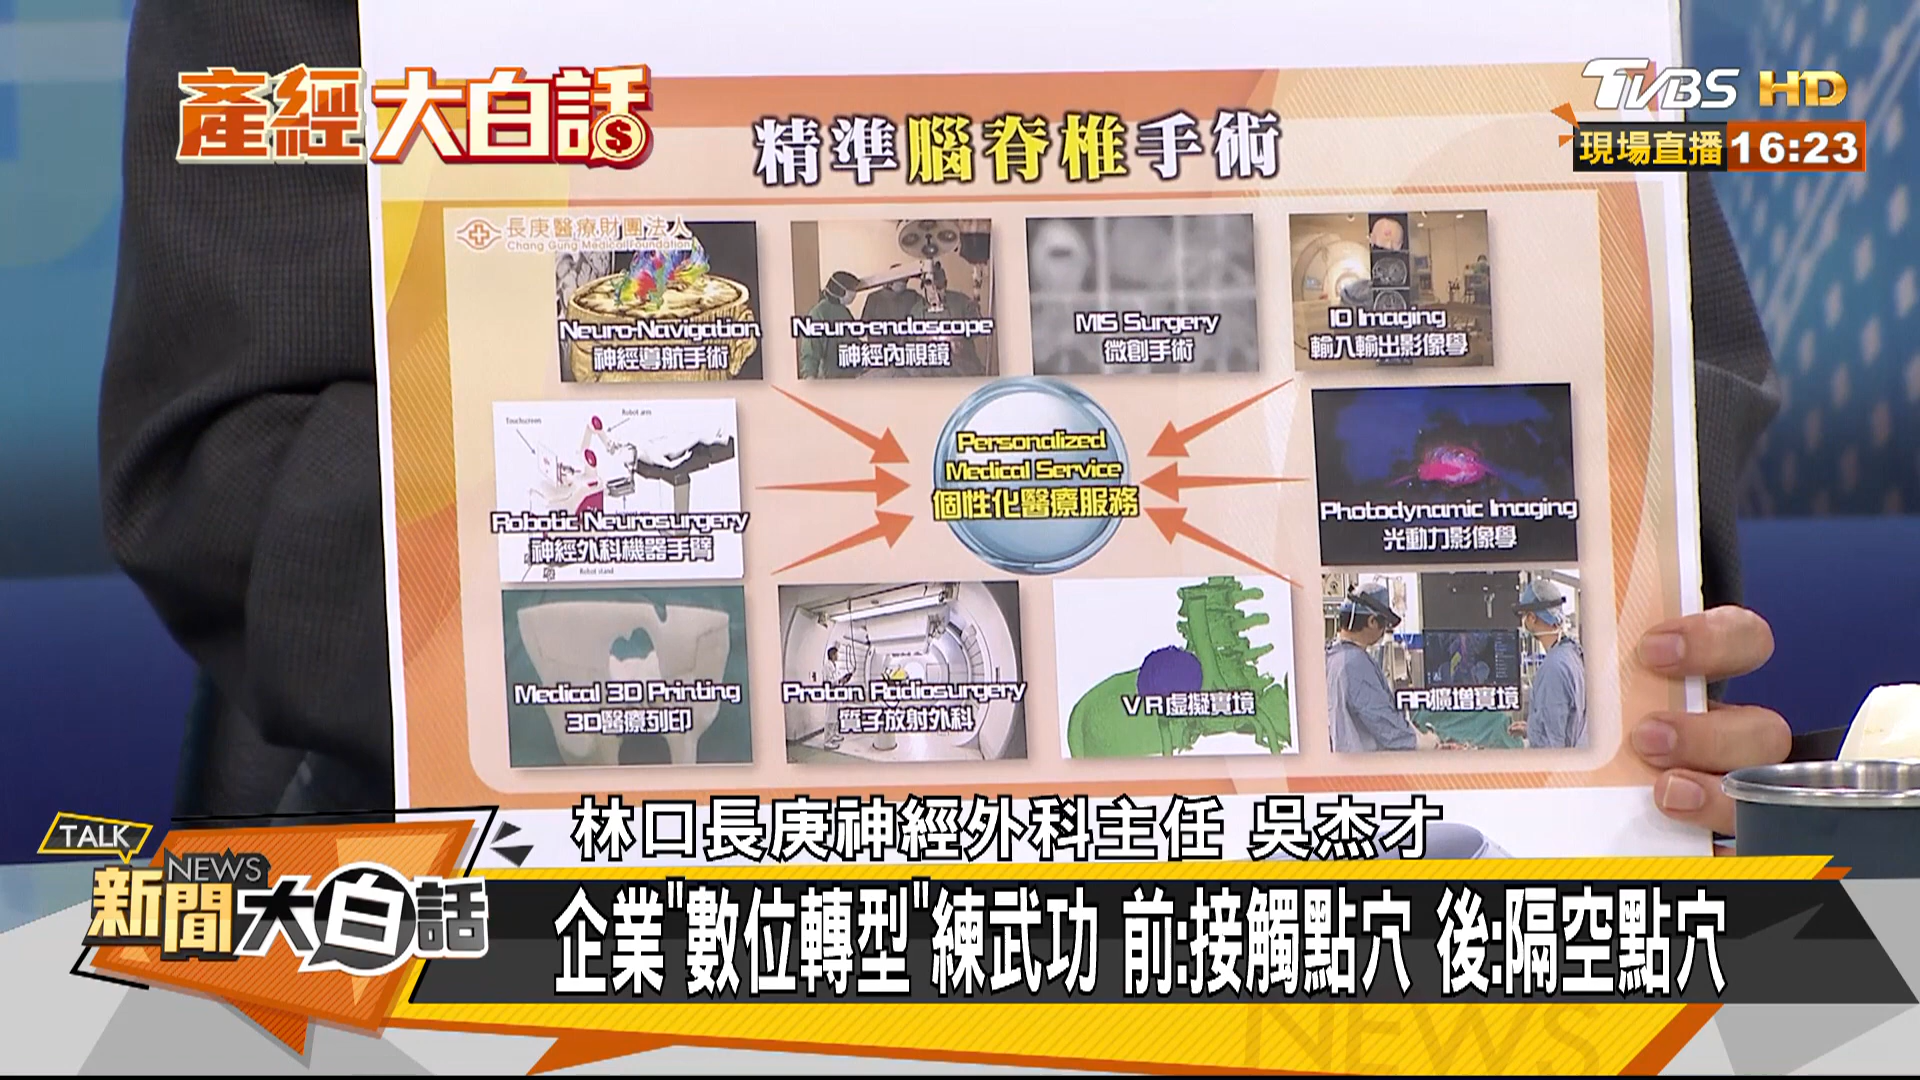 產經大白話
TVBS HD
現場直播 16:23
精準腦脊椎手術
長庚醫療財團法人
Chang Gung Medical Foundation
Neuro-Navigation
神經導航手術
Neuro-endoscope
神經內視鏡
MIS Surgery
微創手術
IO Imaging
輸入輸出影像學
Touchscreen
Robot arm
Robotic Neurosurgery
神經外科機器手臂
Robot stand
Personalized
Medical Service
個性化醫療服務
Photodynamic Imaging
光動力影像學
Medical 3D Printing
3D醫療列印
Proton Radiosurgery
質子放射外科
VR虛擬實境
AR擴增實境
林口長庚神經外科主任 吳杰才
TALK
NEWS
新聞大白話
企業"數位轉型"練武功 前:接觸點穴 後:隔空點穴
NEWS